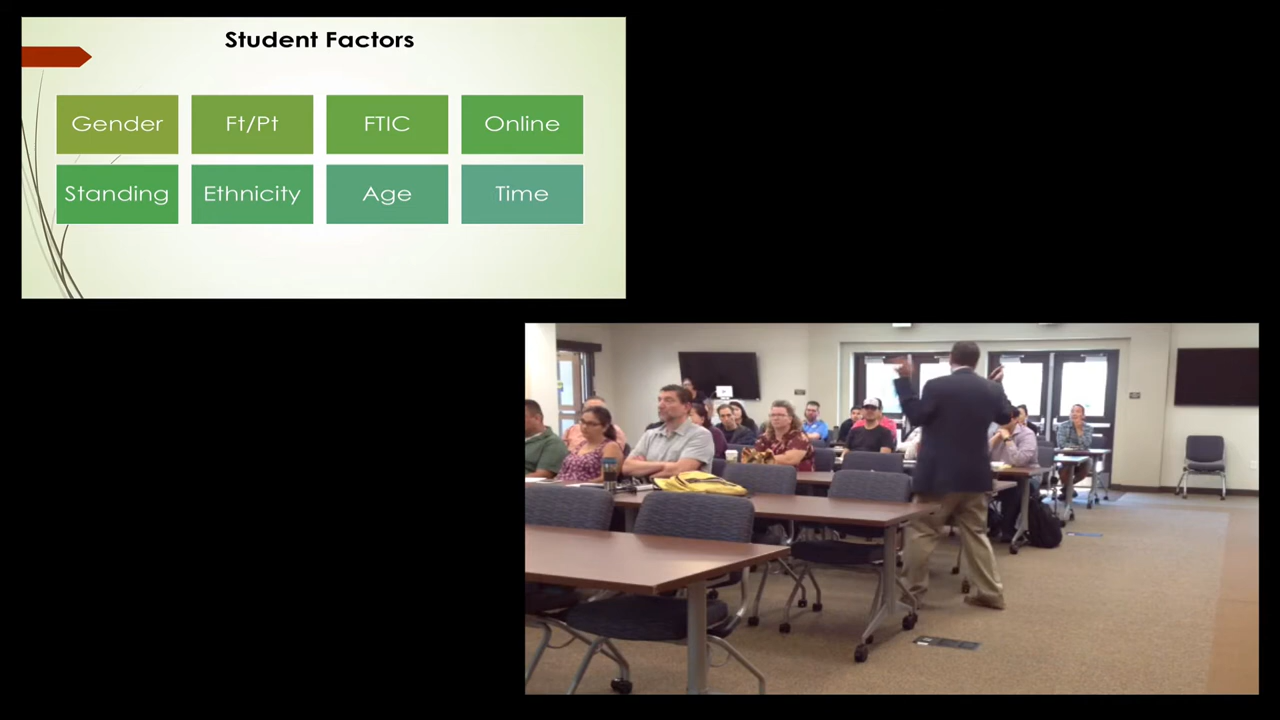 Student Factors
Gender Ft/Pt FTIC Online
Standing Ethnicity Age Time